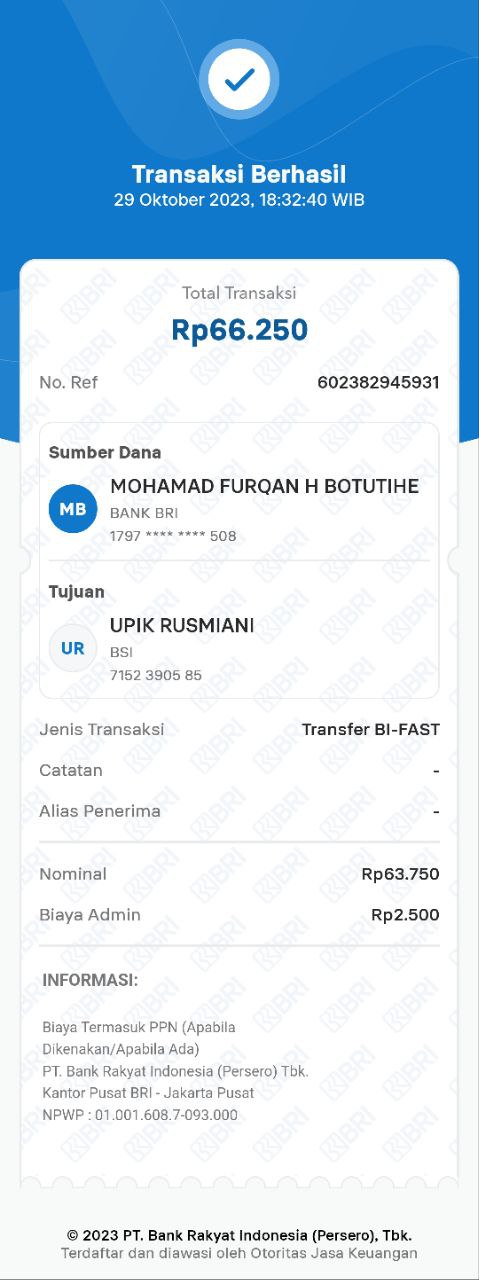 Transaksi Berhasil
29 Oktober 2023, 18:32:40 WIB
Total Transaksi
Rp66.250
No. Ref 602382945931
Sumber Dana
MB
MOHAMAD FURQAN H BOTUTIHE
BANK BRI
1797 **** **** 508
Tujuan
UR
UPIK RUSMIANI
BSI
7152 3905 85
Jenis Transaksi Transfer BI-FAST
Catatan -
Alias Penerima -
Nominal Rp63.750
Biaya Admin Rp2.500
INFORMASI:
Biaya Termasuk PPN (Apabila
Dikenakan/Apabila Ada)
PT. Bank Rakyat Indonesia (Persero) Tbk.
Kantor Pusat BRI - Jakarta Pusat
NPWP : 01.001.608.7-093.000
© 2023 PT. Bank Rakyat Indonesia (Persero), Tbk.
Terdaftar dan diawasi oleh Otoritas Jasa Keuangan